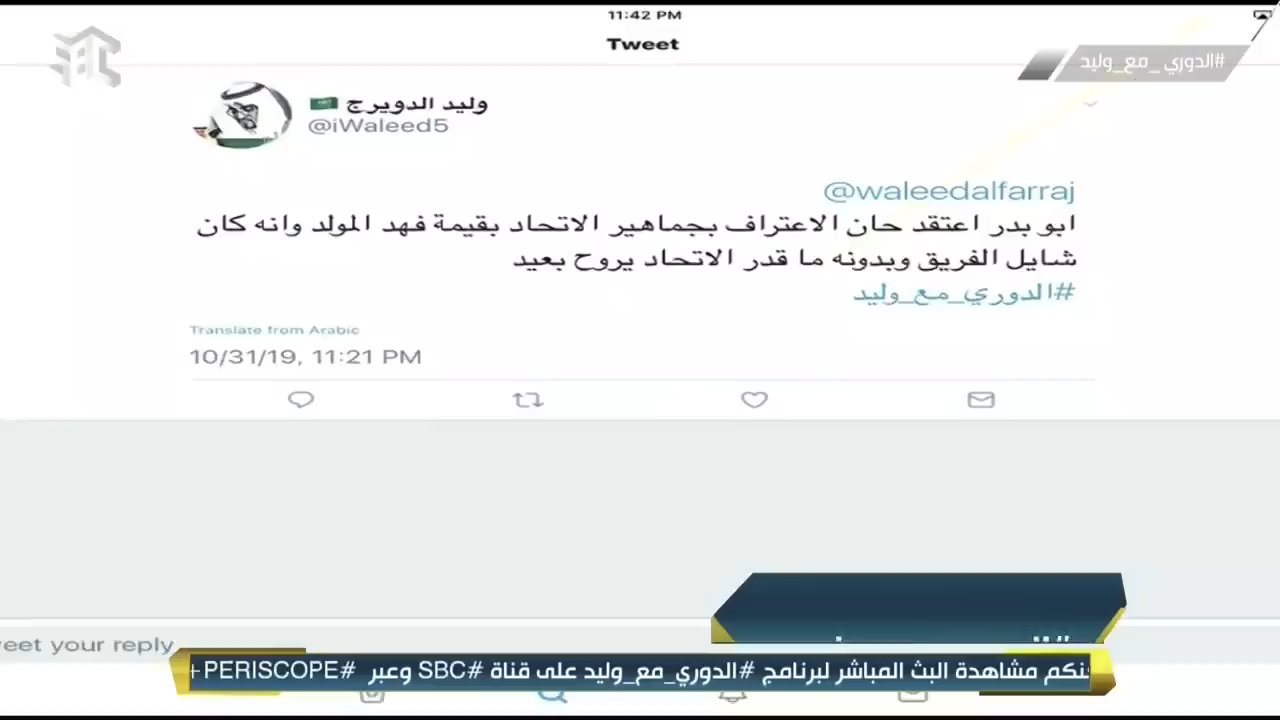 11:42 PM
Tweet
#الدوري_مع_وليد
وليد الدويرج
@iWaleed5
@waleedalfarraj
ابو بدر اعتقد حان الاعتراف بجماهير الاتحاد بقيمة فهد المولد وانه كان
شايل الفريق وبدونه ما قدر الاتحاد يروح بعيد
#الدوري_مع_وليد
Translate from Arabic
10/31/19, 11:21 PM
eet your reply
مشاهدة البث المباشر لبرنامج #الدوري_مع_وليد على قناة #SBC وعبر #PERISCOPE